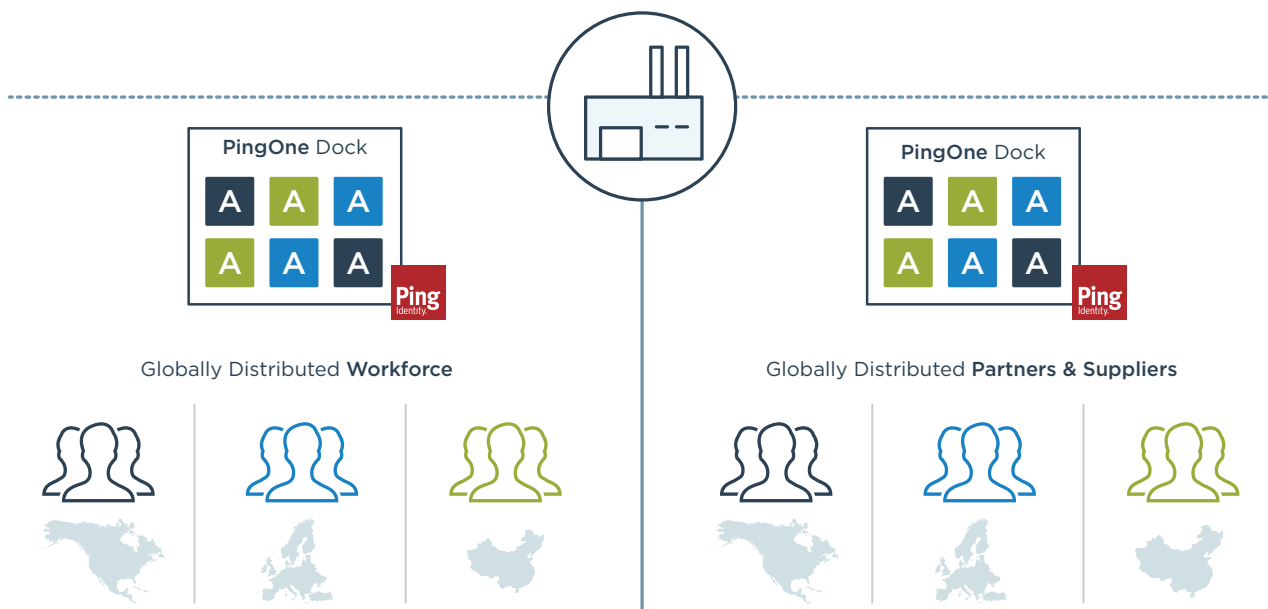 PingOne Dock
A A A
A A A
Ping
Identity.
Globally Distributed Workforce
PingOne Dock
A A A
A A A
Ping
Identity.
Globally Distributed Partners & Suppliers